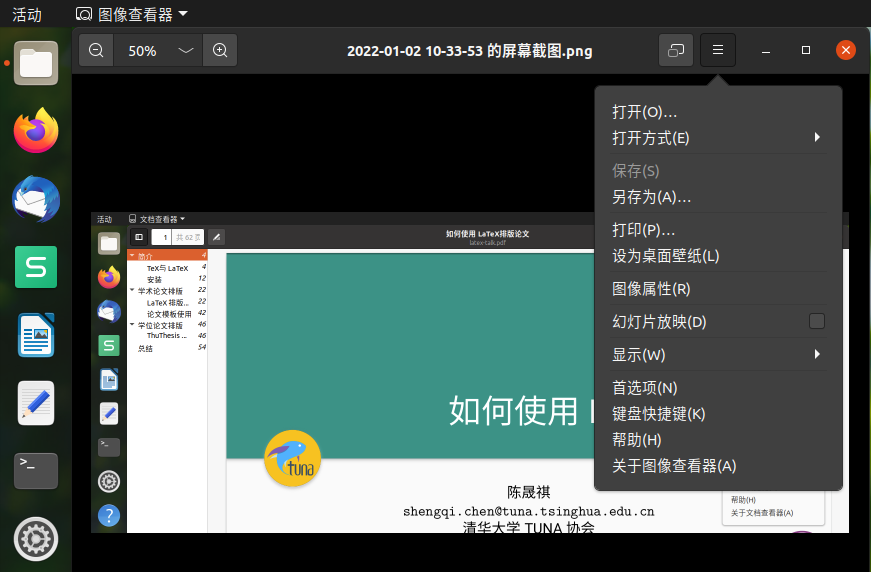 活动
图像查看器
50%
2022-01-02 10-33-53 的屏幕截图.png
打开(O)…
打开方式(E)
保存(S)
另存为(A)…
打印(P)…
设为桌面壁纸(L)
图像属性(R)
幻灯片放映(D)
显示(W)
首选项(N)
键盘快捷键(K)
帮助(H)
关于图像查看器(A)
活动
文档查看器
1
共 62 页
如何使用 LaTeX排版论文
latex-talk.pdf
简介 4
TeX与 LaTeX 4
安装 12
学术论文排版 22
LaTeX 排版... 22
论文模板使用 42
学位论文排版 46
ThuThesis ... 46
总结 54
如何使用
tuna
陈晟祺
shengqi.chen@tuna.tsinghua.edu.cn
清华大学 TUNA 协会
帮助(H)
关于文档查看器(A)